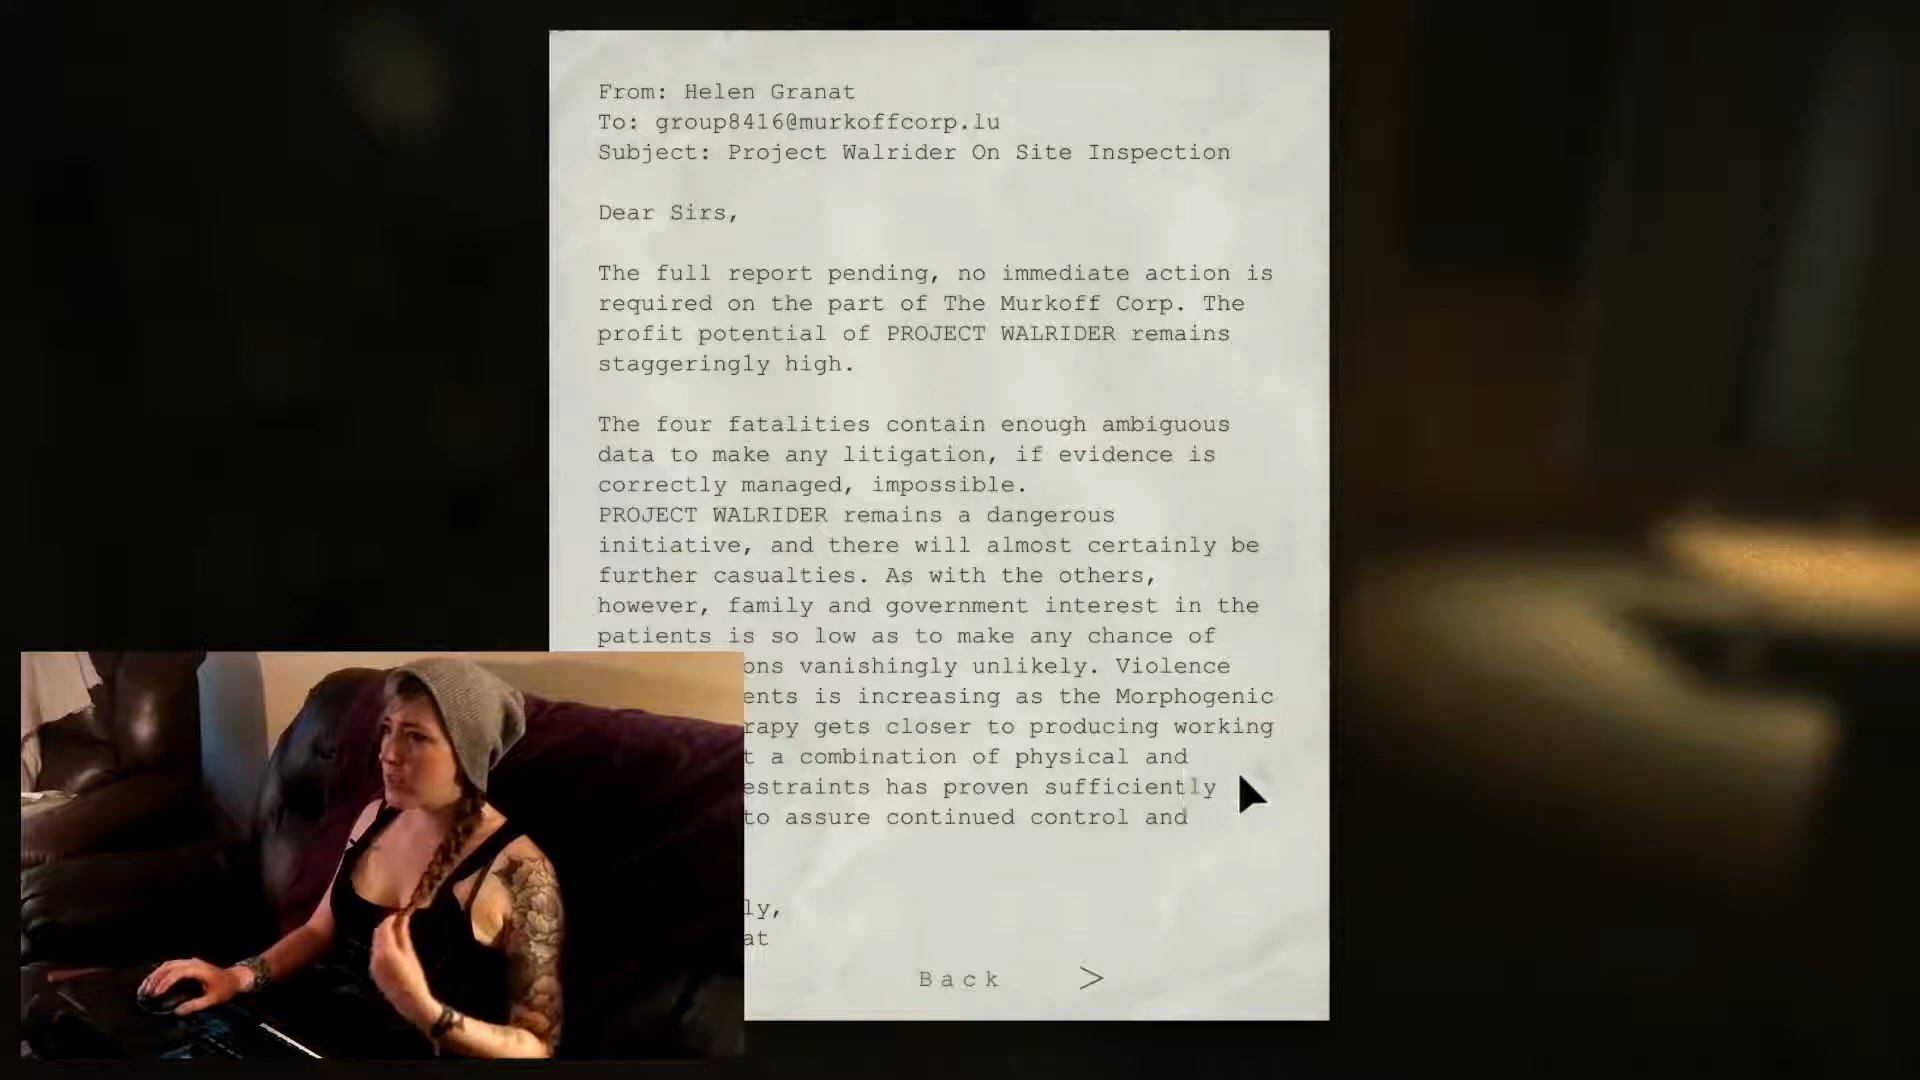 From: Helen Granat
To: group8416@murkoffcorp.lu
Subject: Project Walrider On Site Inspection
Dear Sirs,
The full report pending, no immediate action is
required on the part of The Murkoff Corp. The
profit potential of PROJECT WALRIDER remains
staggeringly high.
The four fatalities contain enough ambiguous
data to make any litigation, if evidence is
correctly managed, impossible.
PROJECT WALRIDER remains a dangerous
initiative, and there will almost certainly be
further casualties. As with the others,
however, family and government interest in the
patients is so low as to make any chance of
vanishingly unlikely. Violence
is increasing as the Morphogenic
gets closer to producing working
a combination of physical and
has proven sufficiently
to assure continued control and
Back >